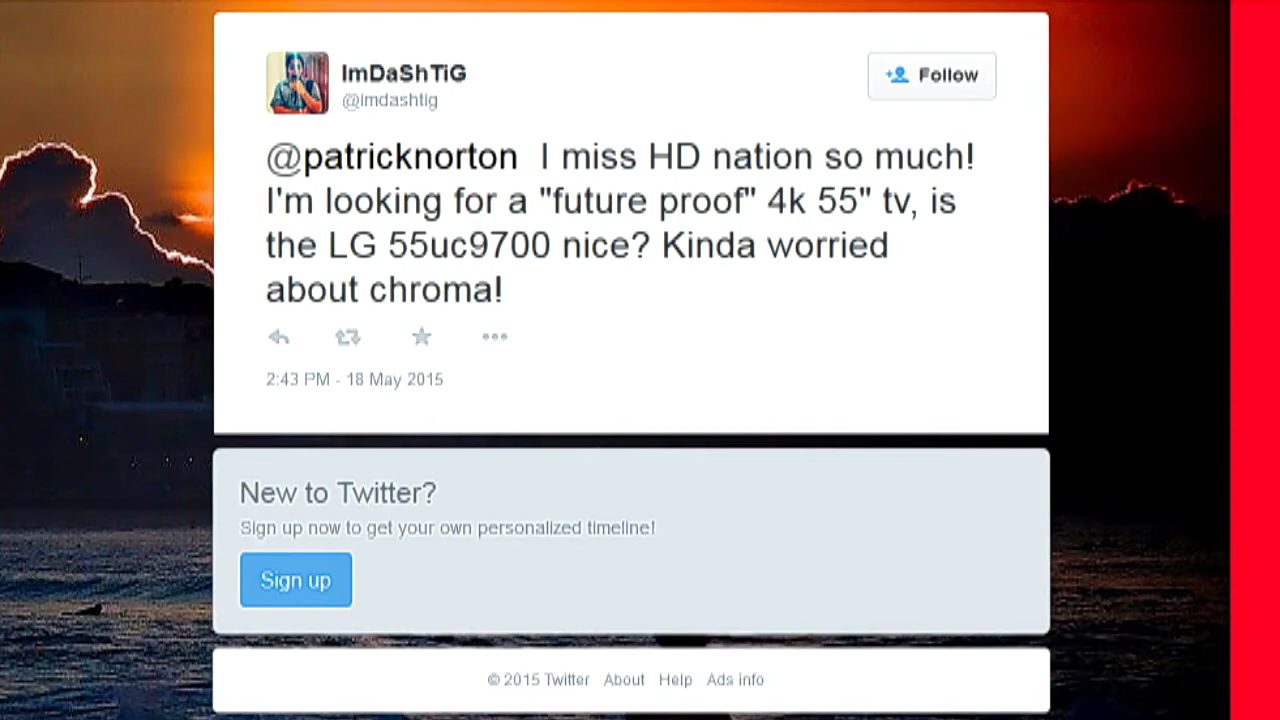 ImDaShTiG
@imdashtig
Follow
@patricknorton I miss HD nation so much!
I'm looking for a "future proof" 4k 55" tv, is
the LG 55uc9700 nice? Kinda worried
about chroma!
2:43 PM - 18 May 2015
New to Twitter?
Sign up now to get your own personalized timeline!
Sign up
© 2015 Twitter About Help Ads info